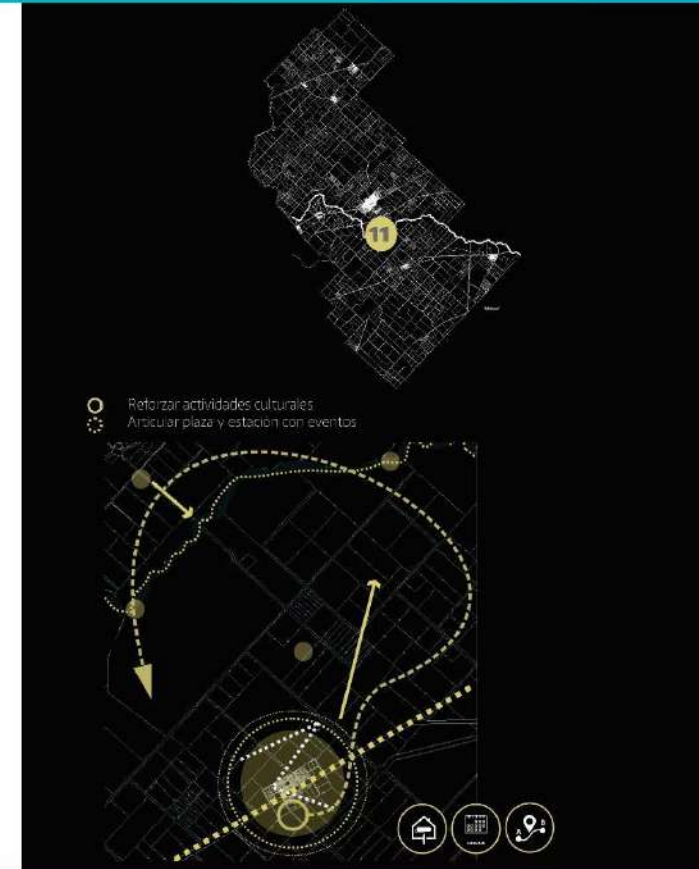 11
Reforzar actividades culturales
Articular plaza y estación con eventos
A B